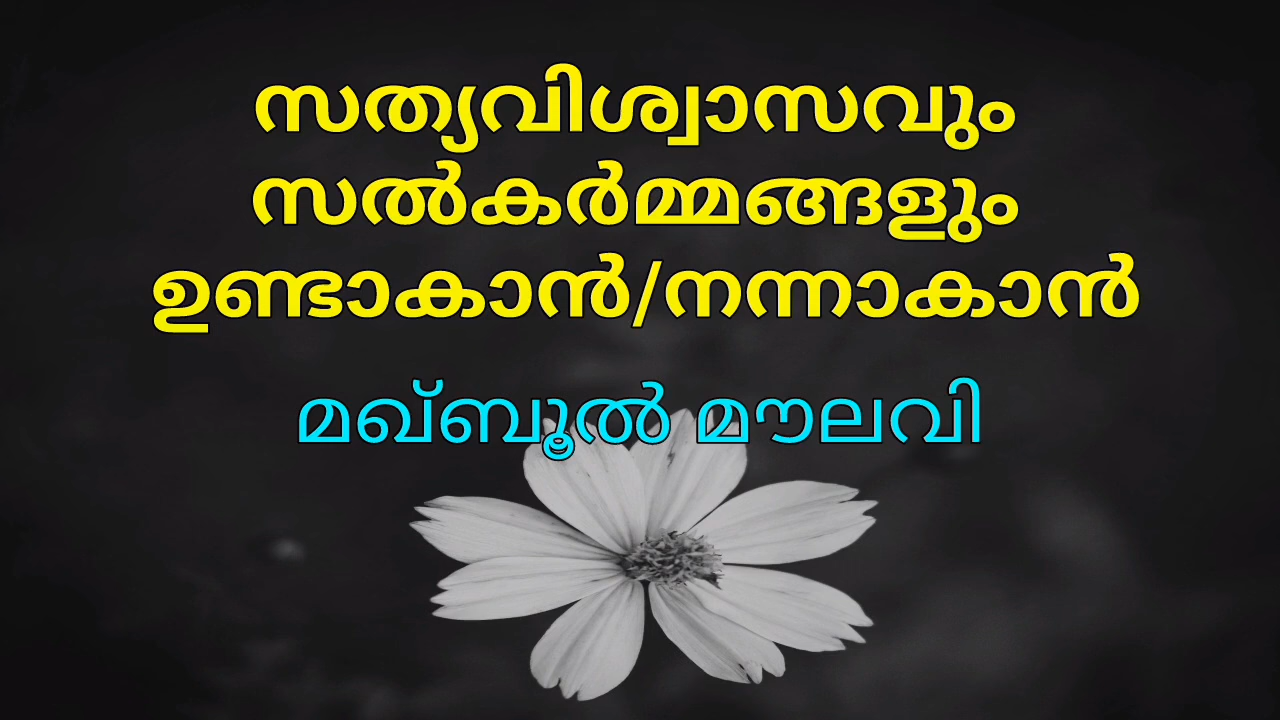 സത്യവിശ്വാസവും
സൽകർമ്മങ്ങളും
ഉണ്ടാകാൻ/നന്നാകാൻ
മഖ്ബൂൽ മൗലവി